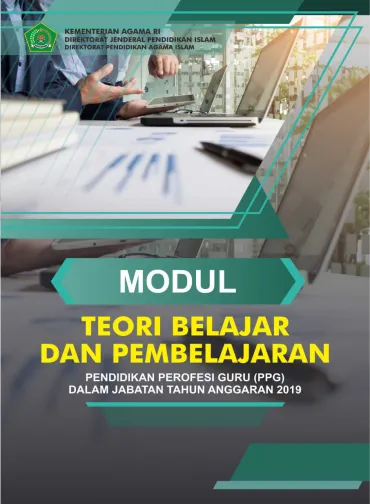 KEMENTERIAN AGAMA RI
DIREKTORAT JENDERAL PENDIDIKAN ISLAM
DIREKTORAT PENDIDIKAN AGAMA ISLAM
MODUL
TEORI BELAJAR
DAN PEMBELAJARAN
PENDIDIKAN PEROFESI GURU (PPG)
DALAM JABATAN TAHUN ANGGARAN 2019